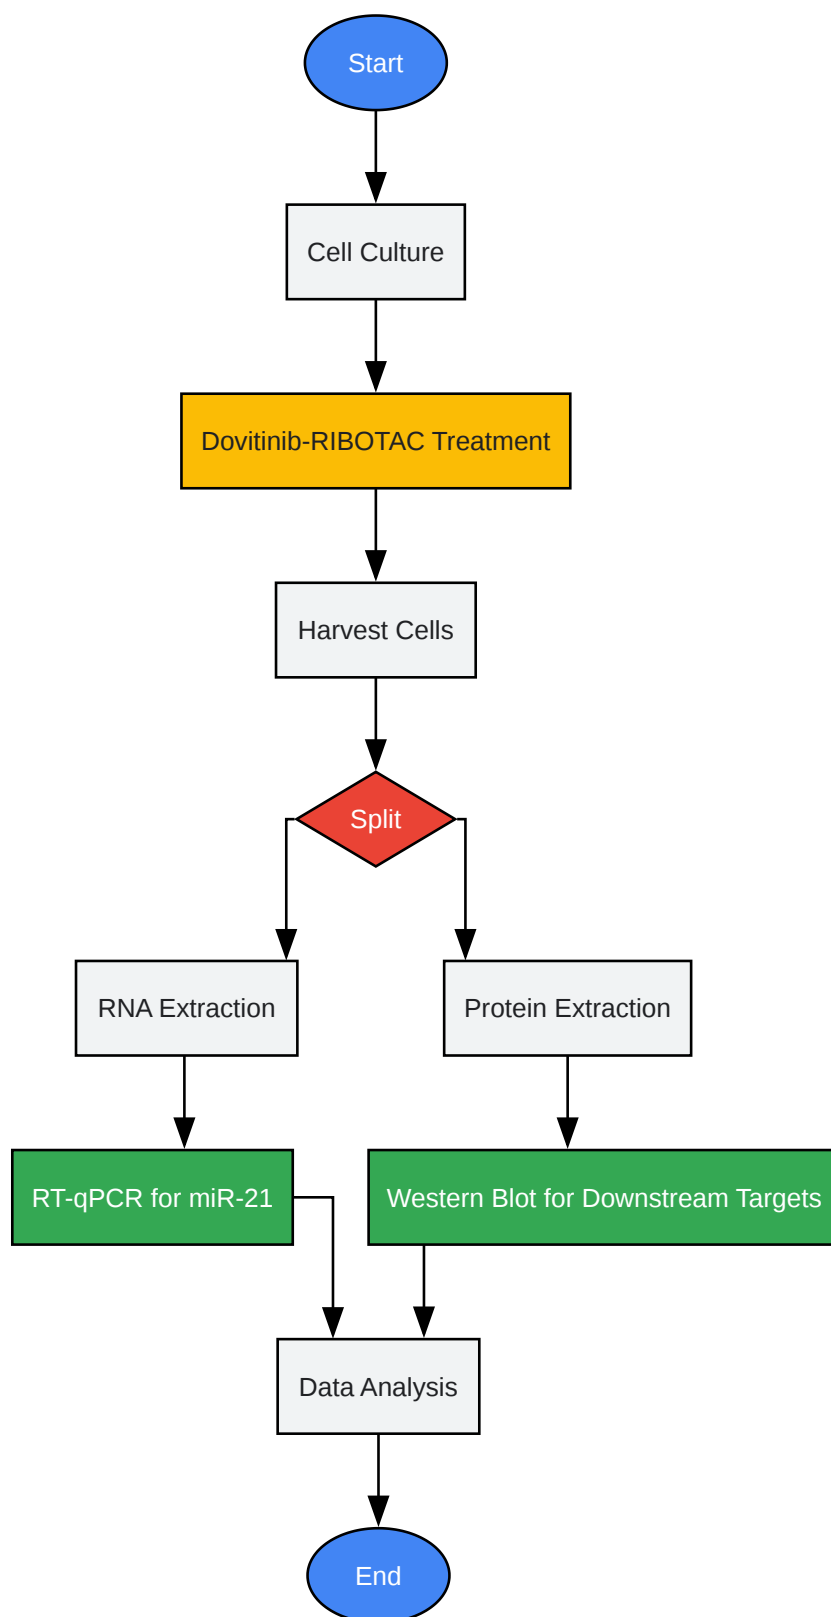 Start
Cell Culture
Dovitinib-RIBOTAC Treatment
Harvest Cells
Split
RNA Extraction
Protein Extraction
RT-qPCR for miR-21
Western Blot for Downstream Targets
Data Analysis
End